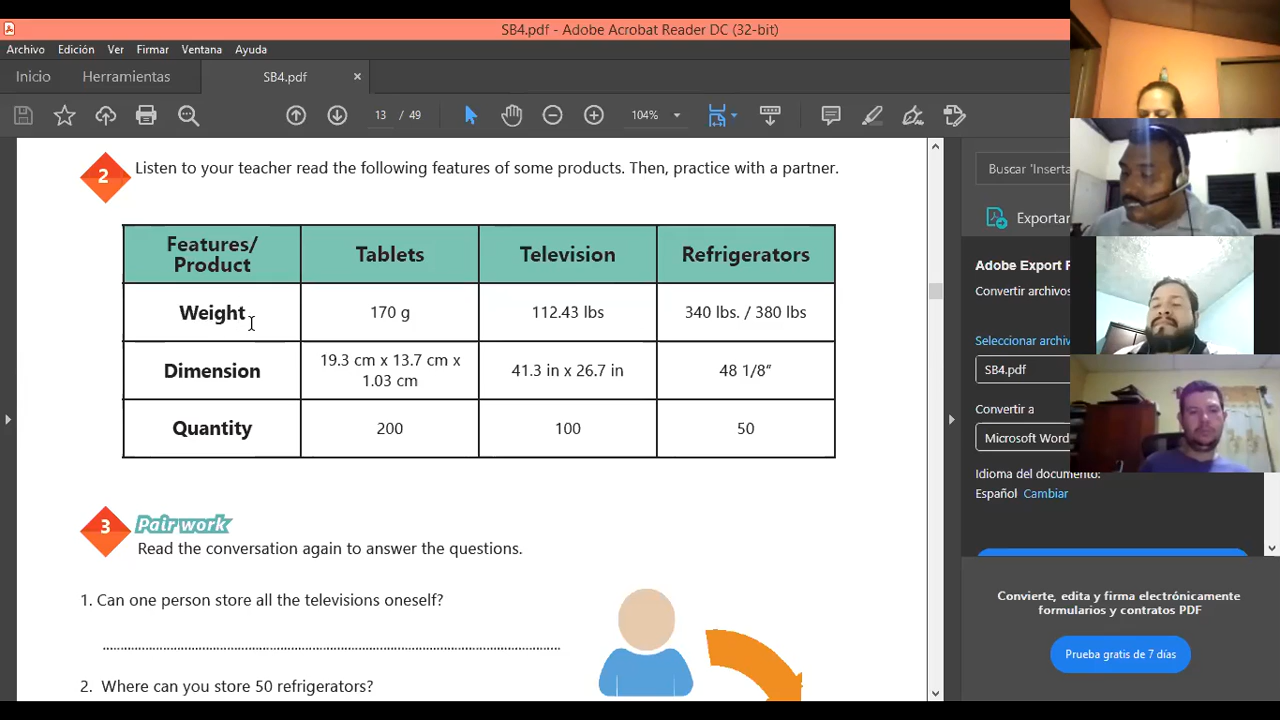 SB4.pdf - Adobe Acrobat Reader DC (32-bit)
Archivo Edición Ver Firmar Ventana Ayuda
Inicio Herramientas SB4.pdf ×
13 / 49 104%
2 Listen to your teacher read the following features of some products. Then, practice with a partner.
Features/ Product Tablets Television Refrigerators
Weight 170 g 112.43 lbs 340 lbs. / 380 lbs
Dimension 19.3 cm x 13.7 cm x 1.03 cm 41.3 in x 26.7 in 48 1/8”
Quantity 200 100 50
3 Pair work
Read the conversation again to answer the questions.
1. Can one person store all the televisions oneself?
2. Where can you store 50 refrigerators?
Buscar 'Inserta
Exportar
Adobe Export
Convertir archivos
Seleccionar archiv
SB4.pdf
Convertir a
Microsoft Word
Idioma del documento:
Español Cambiar
Convierte, edita y firma electrónicamente
formularios y contratos PDF
Prueba gratis de 7 días